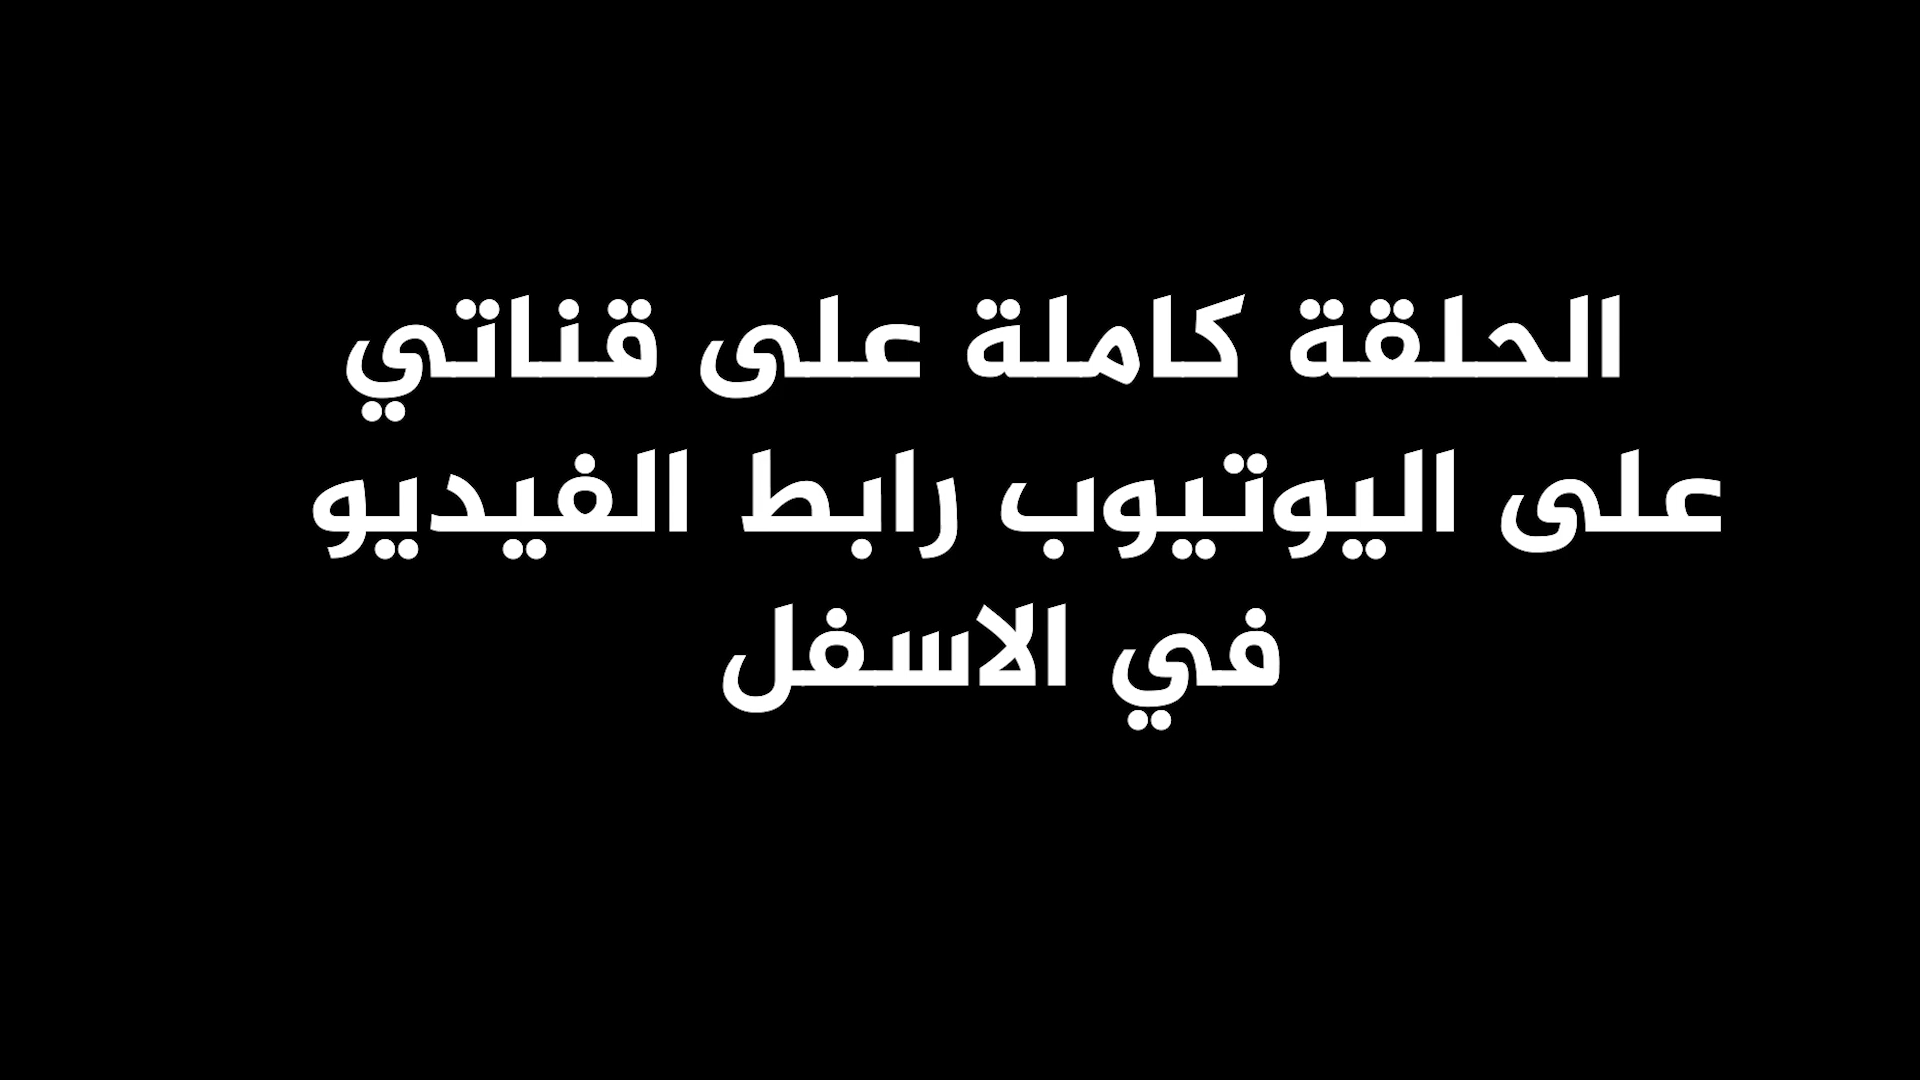 الحلقة كاملة على قناتي
على اليوتيوب رابط الفيديو
في الاسفل